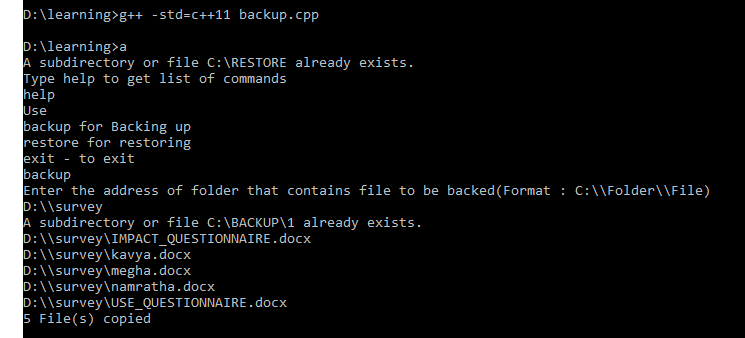 D:\learning>g++ -std=c++11 backup.cpp
D:\learning>a
A subdirectory or file C:\RESTORE already exists.
Type help to get list of commands
help
Use
backup for Backing up
restore for restoring
exit - to exit
backup
Enter the address of folder that contains file to be backed(Format : C:\\Folder\\File)
D:\\survey
A subdirectory or file C:\BACKUP\1 already exists.
D:\\survey\IMPACT_QUESTIONNAIRE.docx
D:\\survey\kavya.docx
D:\\survey\megha.docx
D:\\survey\namratha.docx
D:\\survey\USE_QUESTIONNAIRE.docx
5 File(s) copied